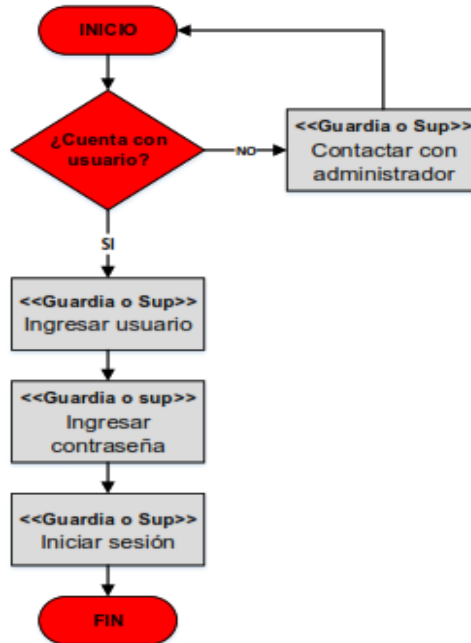 INICIO
¿Cuenta con
usuario?
NO
<<Guardia o Sup>>
Contactar con
administrador
SI
<<Guardia o Sup>>
Ingresar usuario
<<Guardia o sup>>
Ingresar
contraseña
<<Guardia o Sup>>
Iniciar sesión
FIN